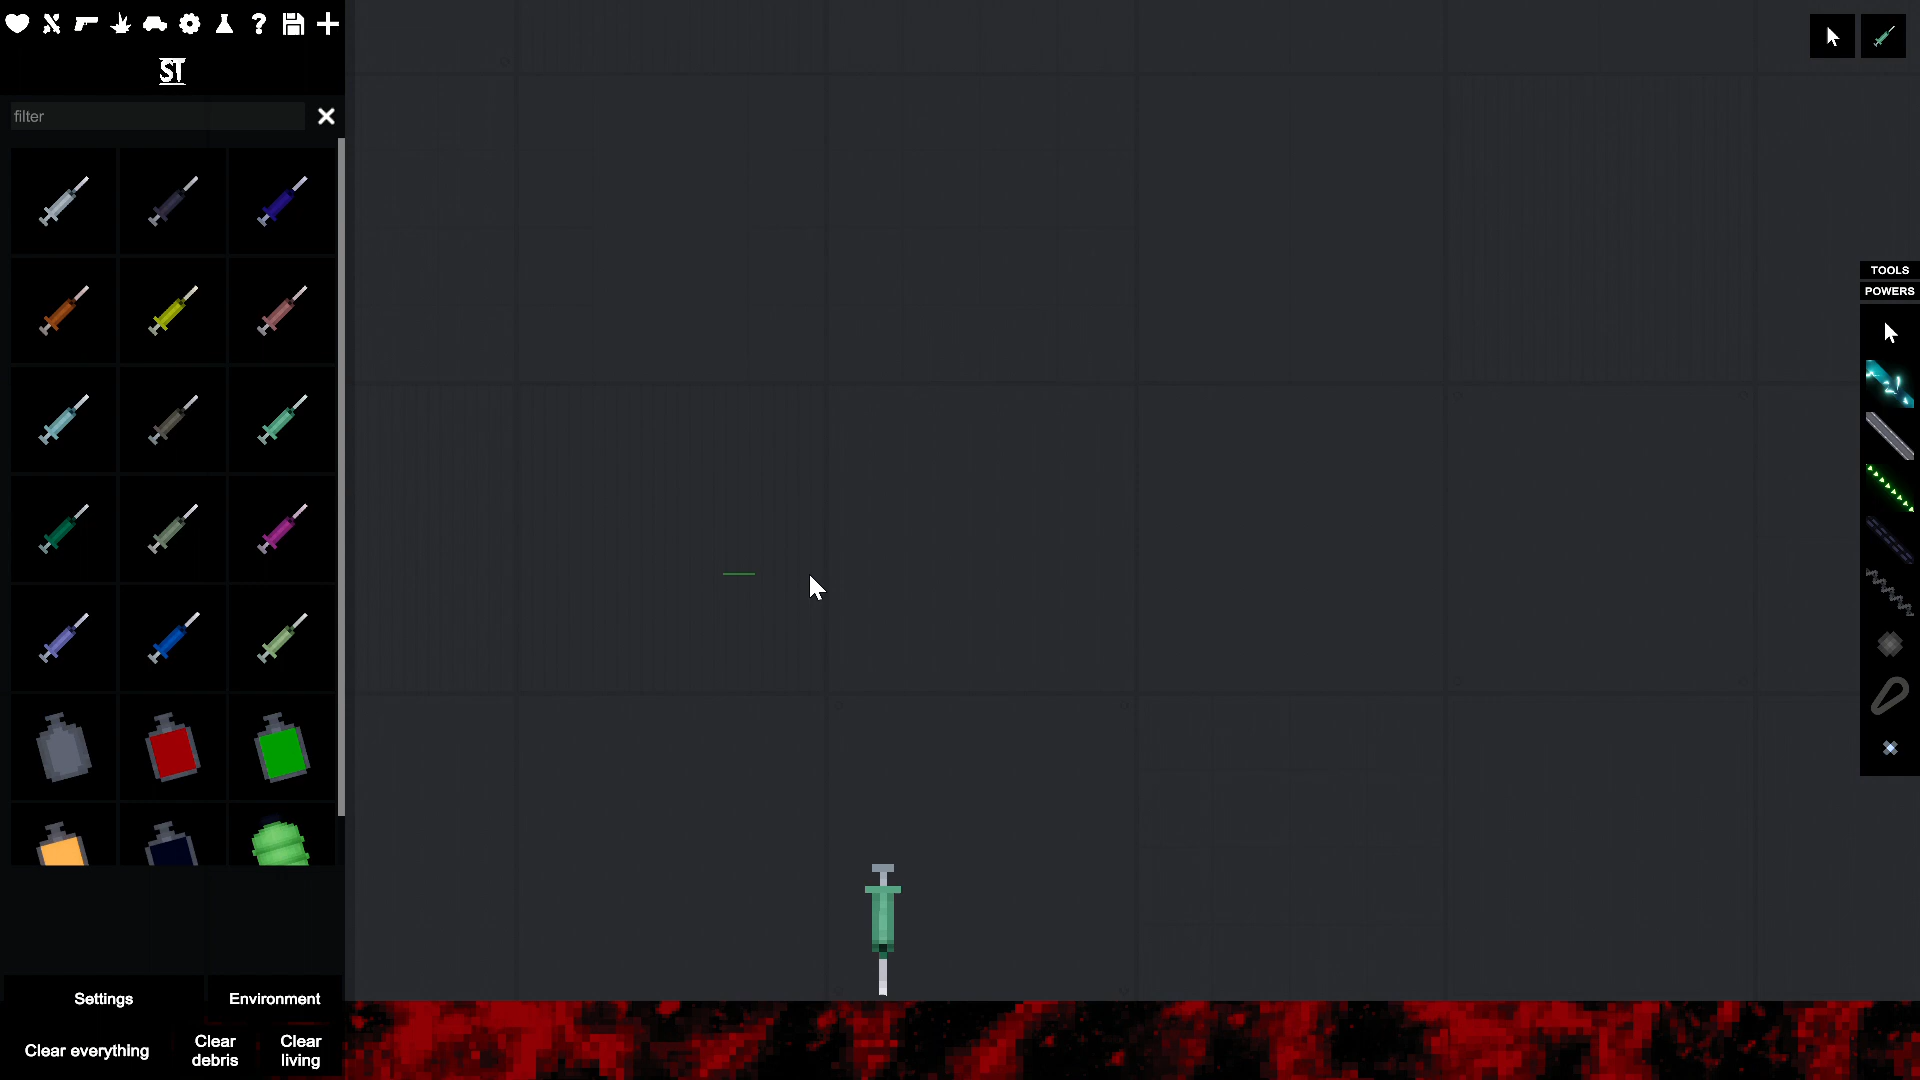 ST
filter
TOOLS
POWERS
Settings
Environment
Clear everything
Clear
debris
Clear
living